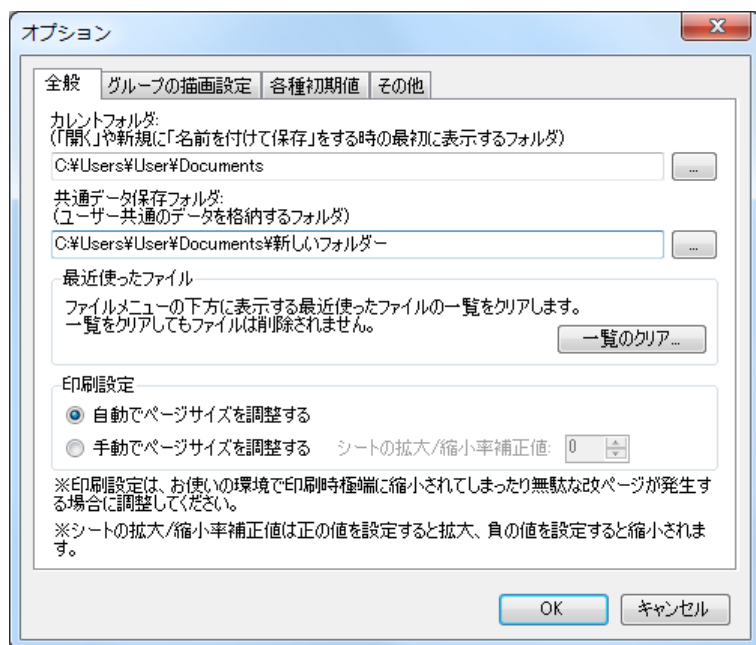 オプション
全般 グループの描画設定 各種初期値 その他
カレントフォルダ:
(「開く」や新規に「名前を付けて保存」をする時の最初に表示するフォルダ)
C:¥Users¥User¥Documents ...
共通データ保存フォルダ:
(ユーザー共通のデータを格納するフォルダ)
C:¥Users¥User¥Documents¥新しいフォルダー ...
最近使ったファイル
ファイルメニューの下方に表示する最近使ったファイルの一覧をクリアします。
一覧をクリアしてもファイルは削除されません。
一覧のクリア...
印刷設定
自動でページサイズを調整する
手動でページサイズを調整する シートの拡大/縮小率補正値: 0
※印刷設定は、お使いの環境で印刷時極端に縮小されてしまったり無駄な改ページが発生す
る場合に調整してください。
※シートの拡大/縮小率補正値は正の値を設定すると拡大、負の値を設定すると縮小されま
す。
OK キャンセル